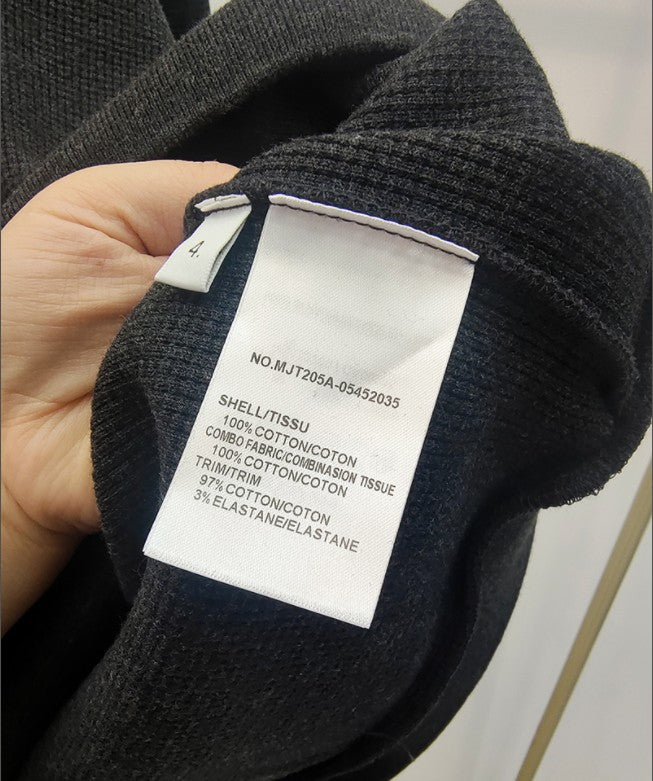 4.
NO.MJT205A-05452035
SHELL/TISSU
100% COTTON/COTON
COMBO FABRIC/COMBINASION TISSUE
100% COTTON/COTON
TRIM/TRIM
97% COTTON/COTON
3% ELASTANE/ELASTANE